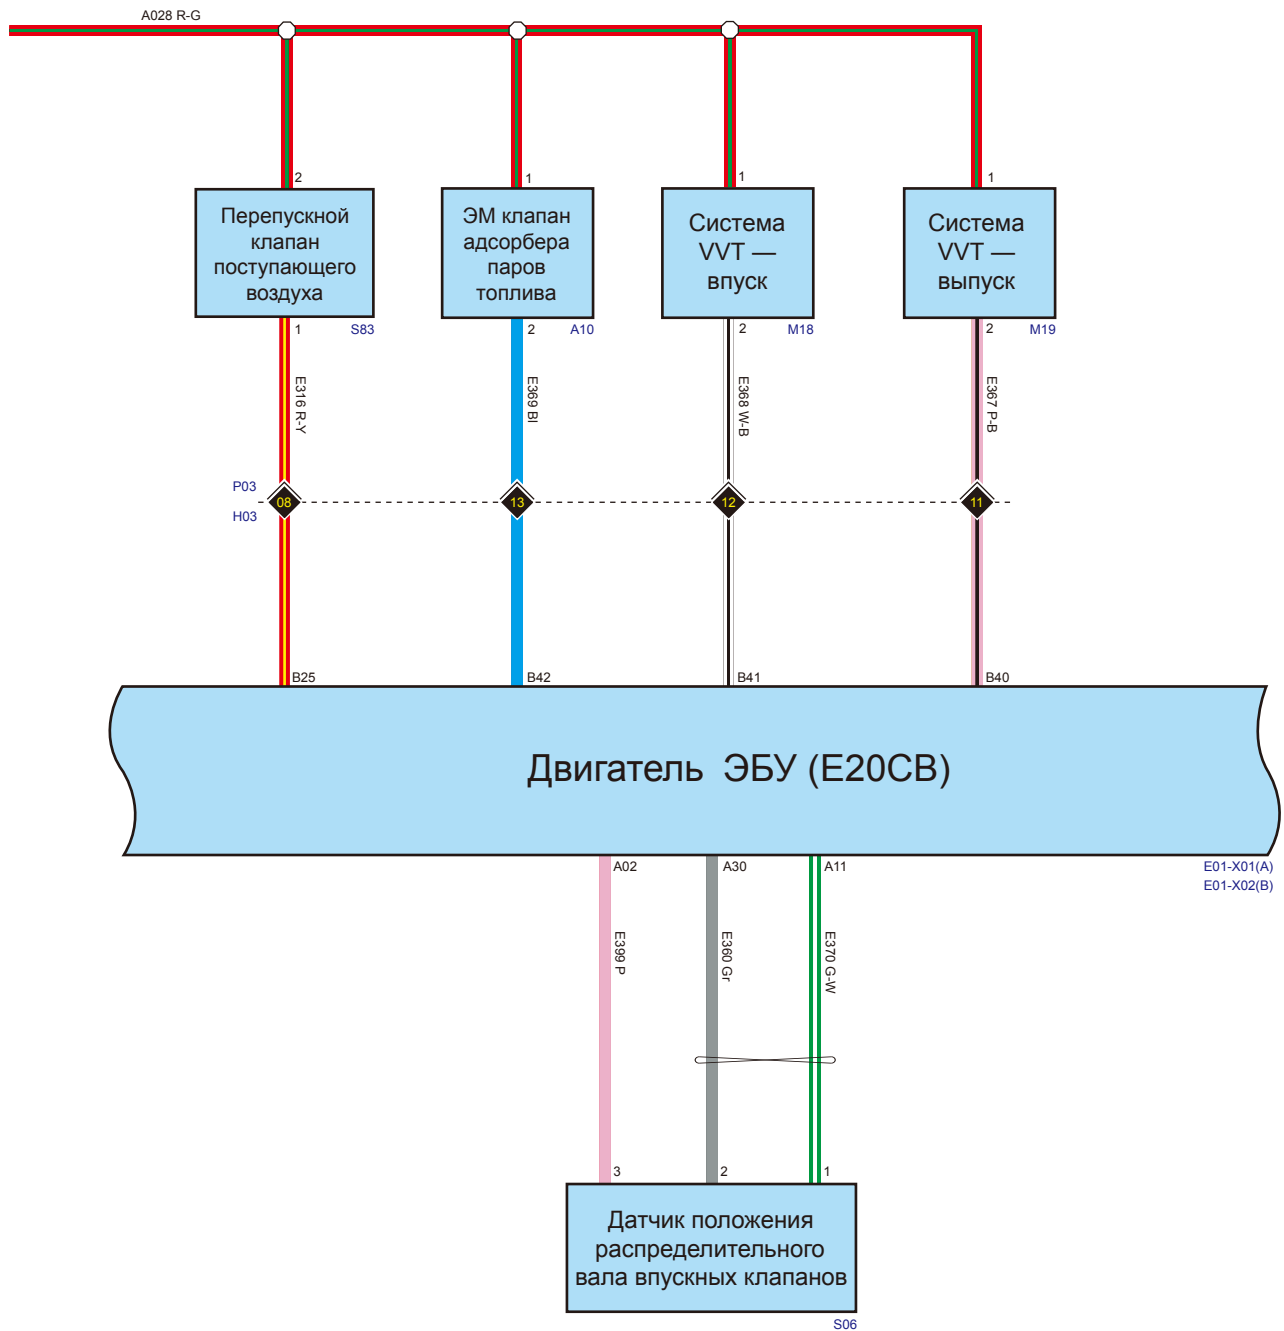 A028 R-G
2
1
1
1
Перепускной
клапан
поступающего
воздуха
ЭМ клапан
адсорбера
паров
топлива
Система
VVT —
впуск
Система
VVT —
выпуск
1
S83
2
A10
2
M18
2
M19
E316 R-Y
E369 Bl
E368 W-B
E367 P-B
P03
H03
08
13
12
11
B25
B42
B41
B40
Двигатель ЭБУ (E20CB)
A02
A30
A11
E01-X01(A)
E01-X02(B)
E399 P
E360 Gr
E370 G-W
3
2
1
Датчик положения
распределительного
вала впускных клапанов
S06